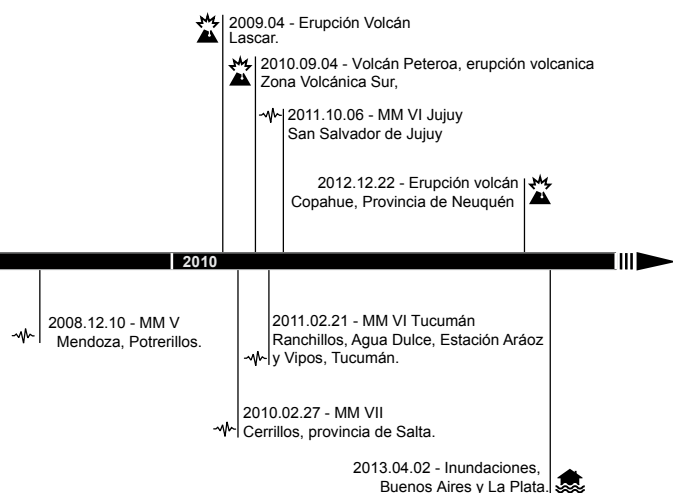 2009.04 - Erupción Volcán
Lascar.
2010.09.04 - Volcán Peteroa, erupción volcanica
Zona Volcánica Sur,
2011.10.06 - MM VI Jujuy
San Salvador de Jujuy
2012.12.22 - Erupción volcán
Copahue, Provincia de Neuquén
2010
2008.12.10 - MM V
Mendoza, Potrerillos.
2011.02.21 - MM VI Tucumán
Ranchillos, Agua Dulce, Estación Aráoz
y Vipos, Tucumán.
2010.02.27 - MM VII
Cerrillos, provincia de Salta.
2013.04.02 - Inundaciones,
Buenos Aires y La Plata.